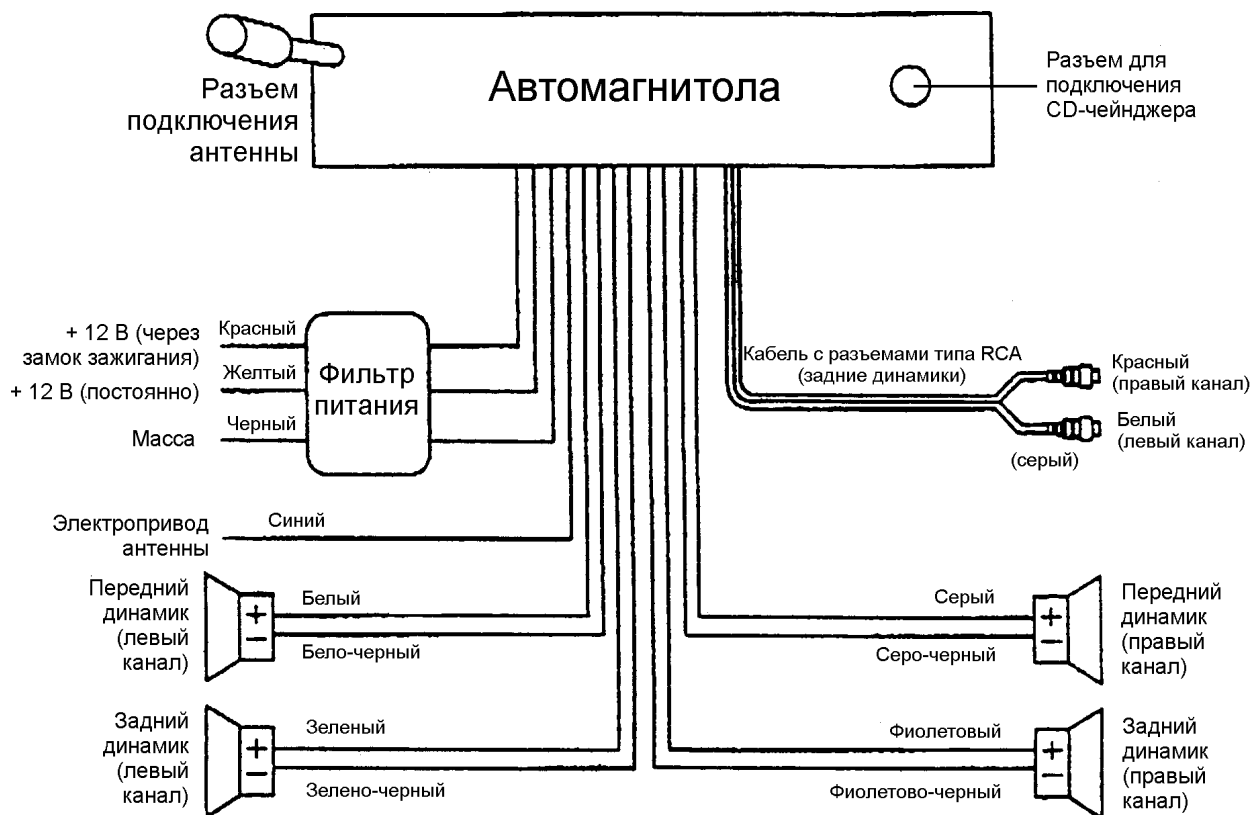 Автомагнитола
Разъем
подключения
антенны
Разъем для
подключения
CD-чейнджера
+ 12 В (через
замок зажигания)
Красный
+ 12 В (постоянно)
Желтый
Масса
Черный
Фильтр
питания
Кабель с разъемами типа RCA
(задние динамики)
Красный
(правый канал)
Белый
(левый канал)
(серый)
Электропривод
антенны
Синий
Передний
динамик
(левый
канал)
+
−
Белый
Бело-черный
Серый
Серо-черный
+
−
Передний
динамик
(правый
канал)
Задний
динамик
(левый
канал)
+
−
Зеленый
Зелено-черный
Фиолетовый
Фиолетово-черный
+
−
Задний
динамик
(правый
канал)